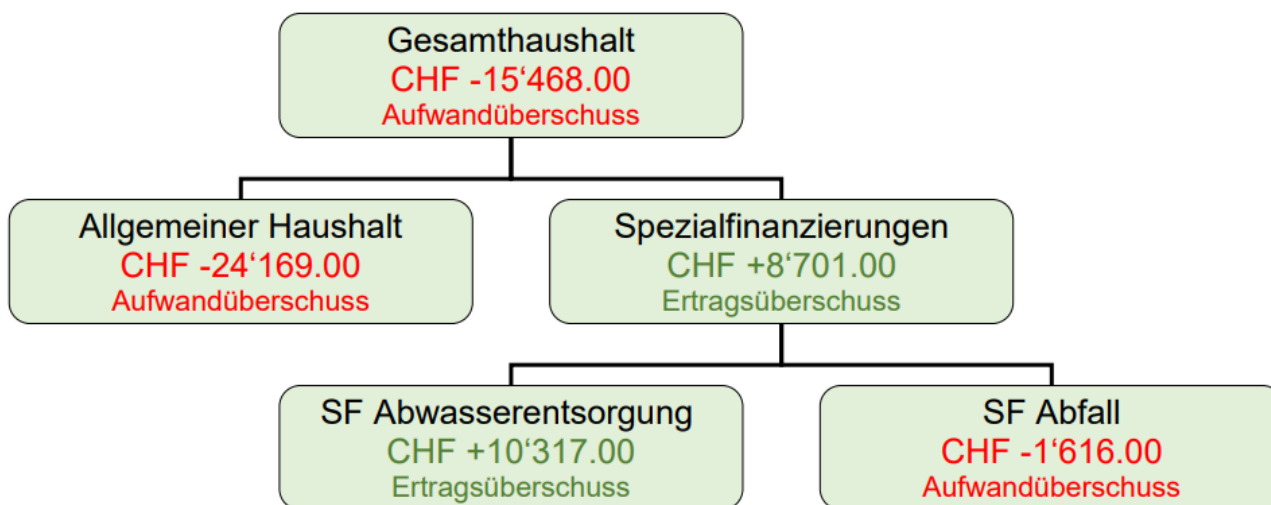 Gesamthaushalt
CHF -15‘468.00
Aufwandüberschuss
Allgemeiner Haushalt
CHF -24‘169.00
Aufwandüberschuss
Spezialfinanzierungen
CHF +8‘701.00
Ertragsüberschuss
SF Abwasserentsorgung
CHF +10‘317.00
Ertragsüberschuss
SF Abfall
CHF -1‘616.00
Aufwandüberschuss